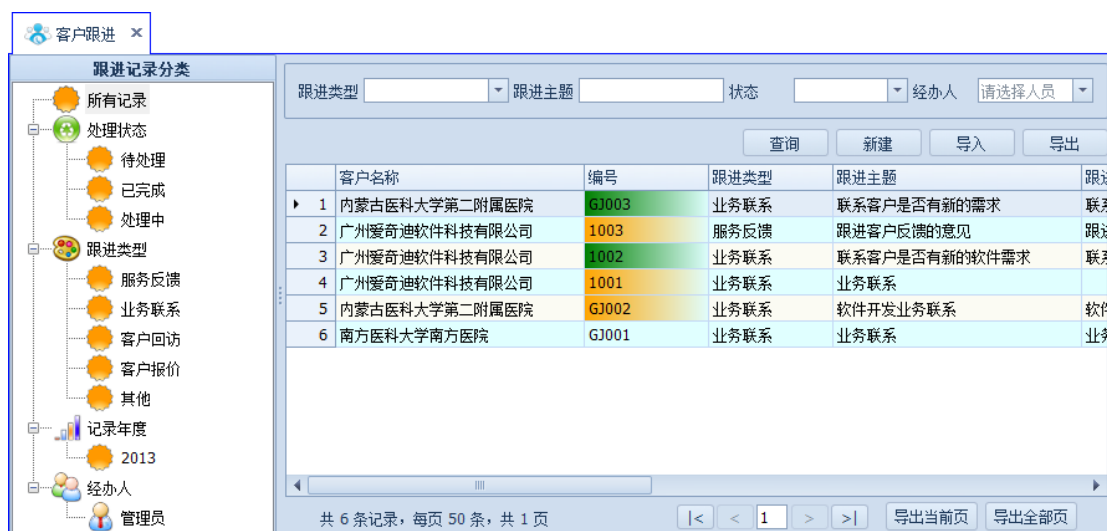 客户跟进
跟进记录分类
所有记录
处理状态
待处理
已完成
处理中
跟进类型
服务反馈
业务联系
客户回访
客户报价
其他
记录年度
2013
经办人
管理员
跟进类型 跟进主题 状态 经办人 请选择人员
查询 新建 导入 导出
客户名称 编号 跟进类型 跟进主题 跟进
1 内蒙古医科大学第二附属医院 GJ003 业务联系 联系客户是否有新的需求 联系
2 广州爱奇迪软件科技有限公司 1003 服务反馈 跟进客户反馈的意见 跟进
3 广州爱奇迪软件科技有限公司 1002 业务联系 联系客户是否有新的软件需求 联系
4 广州爱奇迪软件科技有限公司 1001 业务联系 业务联系
5 内蒙古医科大学第二附属医院 GJ002 业务联系 软件开发业务联系 软件
6 南方医科大学南方医院 GJ001 业务联系 业务联系 业务
共 6 条记录，每页 50 条，共 1 页 |< < 1 > >| 导出当前页 导出全部页